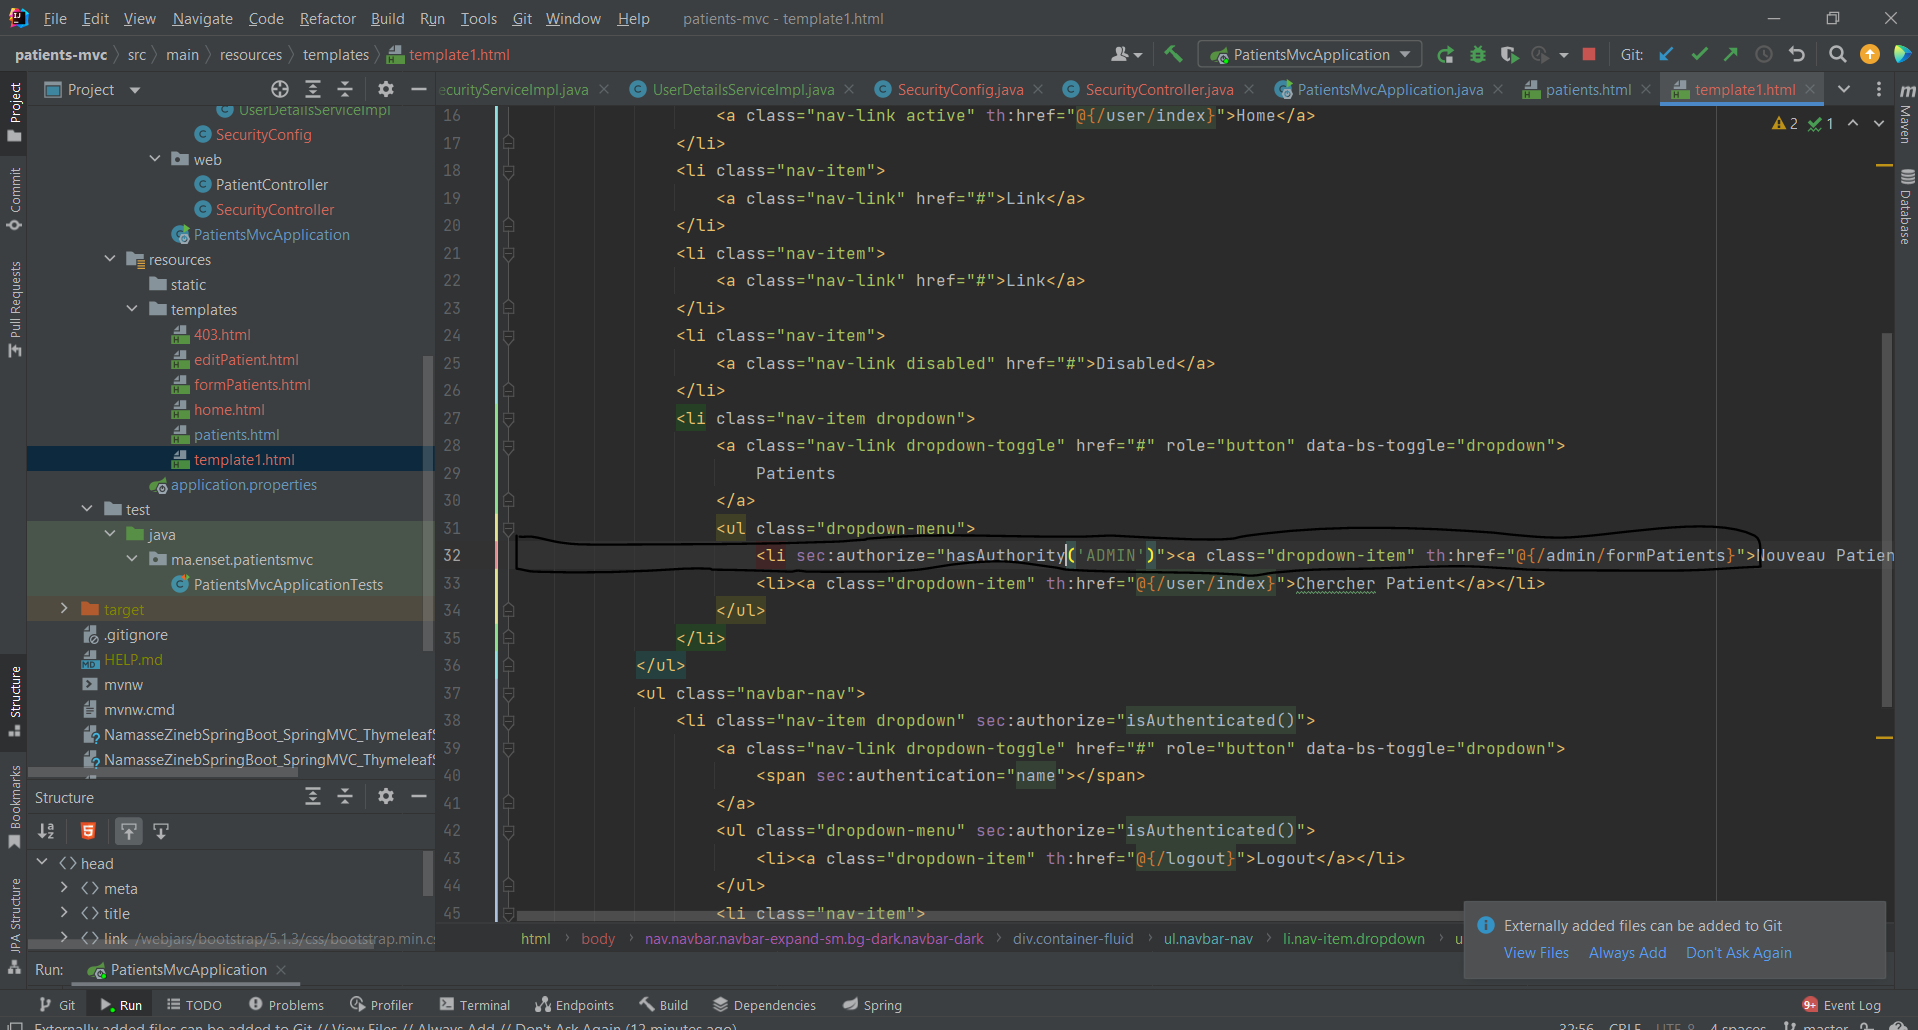 File Edit View Navigate Code Refactor Build Run Tools Git Window Help patients-mvc - template1.html
patients-mvc src main resources templates template1.html PatientsMvcApplication Git:
Project
ecurityServiceImpl.java UserDetailsServiceImpl.java SecurityConfig.java SecurityController.java PatientsMvcApplication.java patients.html template1.html
Project
Commit
Pull Requests
Structure
Bookmarks
JPA Structure
Maven
Database
UserDetailsServiceImpl
SecurityConfig
web
PatientController
SecurityController
PatientsMvcApplication
resources
static
templates
403.html
editPatient.html
formPatients.html
home.html
patients.html
template1.html
application.properties
test
java
ma.enset.patientsmvc
PatientsMvcApplicationTests
target
.gitignore
HELP.md
mvnw
mvnw.cmd
NamasseZinebSpringBoot_SpringMVC_ThymeleafS
NamasseZinebSpringBoot_SpringMVC_ThymeleafS
Structure
head
meta
title
link /webjars/bootstrap/5.1.3/css/bootstrap.min.cs
2 1
16 <a class="nav-link active" th:href="@{/user/index}">Home</a>
17 </li>
18 <li class="nav-item">
19 <a class="nav-link" href="#">Link</a>
20 </li>
21 <li class="nav-item">
22 <a class="nav-link" href="#">Link</a>
23 </li>
24 <li class="nav-item">
25 <a class="nav-link disabled" href="#">Disabled</a>
26 </li>
27 <li class="nav-item dropdown">
28 <a class="nav-link dropdown-toggle" href="#" role="button" data-bs-toggle="dropdown">
29 Patients
30 </a>
31 <ul class="dropdown-menu">
32 <li sec:authorize="hasAuthority('ADMIN')"><a class="dropdown-item" th:href="@{/admin/formPatients}">Nouveau Patien
33 <li><a class="dropdown-item" th:href="@{/user/index}">Chercher Patient</a></li>
34 </ul>
35 </li>
36 </ul>
37 <ul class="navbar-nav">
38 <li class="nav-item dropdown" sec:authorize="isAuthenticated()">
39 <a class="nav-link dropdown-toggle" href="#" role="button" data-bs-toggle="dropdown">
40 <span sec:authentication="name"></span>
41 </a>
42 <ul class="dropdown-menu" sec:authorize="isAuthenticated()">
43 <li><a class="dropdown-item" th:href="@{/logout}">Logout</a></li>
44 </ul>
45 <li class="nav-item">
html body nav.navbar.navbar-expand-sm.bg-dark.navbar-dark div.container-fluid ul.navbar-nav li.nav-item.dropdown u
Externally added files can be added to Git
View Files Always Add Don't Ask Again
Run: PatientsMvcApplication
Git Run TODO Problems Profiler Terminal Endpoints Build Dependencies Spring 9+ Event Log
Externally added files can be added to Git // View Files // Always Add // Don't Ask Again (12 minutes ago) 32:56 CRLF UTF-8 4 spaces master